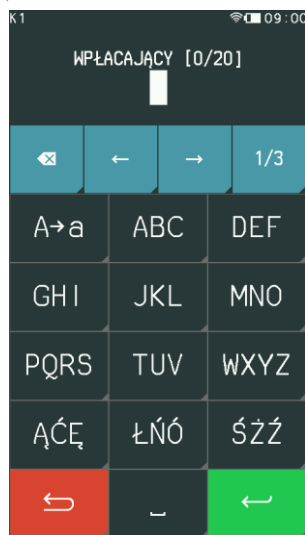 K1 09:00
WPŁACAJĄCY [0/20]
← → 1/3
A→a ABC DEF
GHI JKL MNO
PQRS TUV WXYZ
ĄĆĘ ŁŃÓ ŚŻŹ